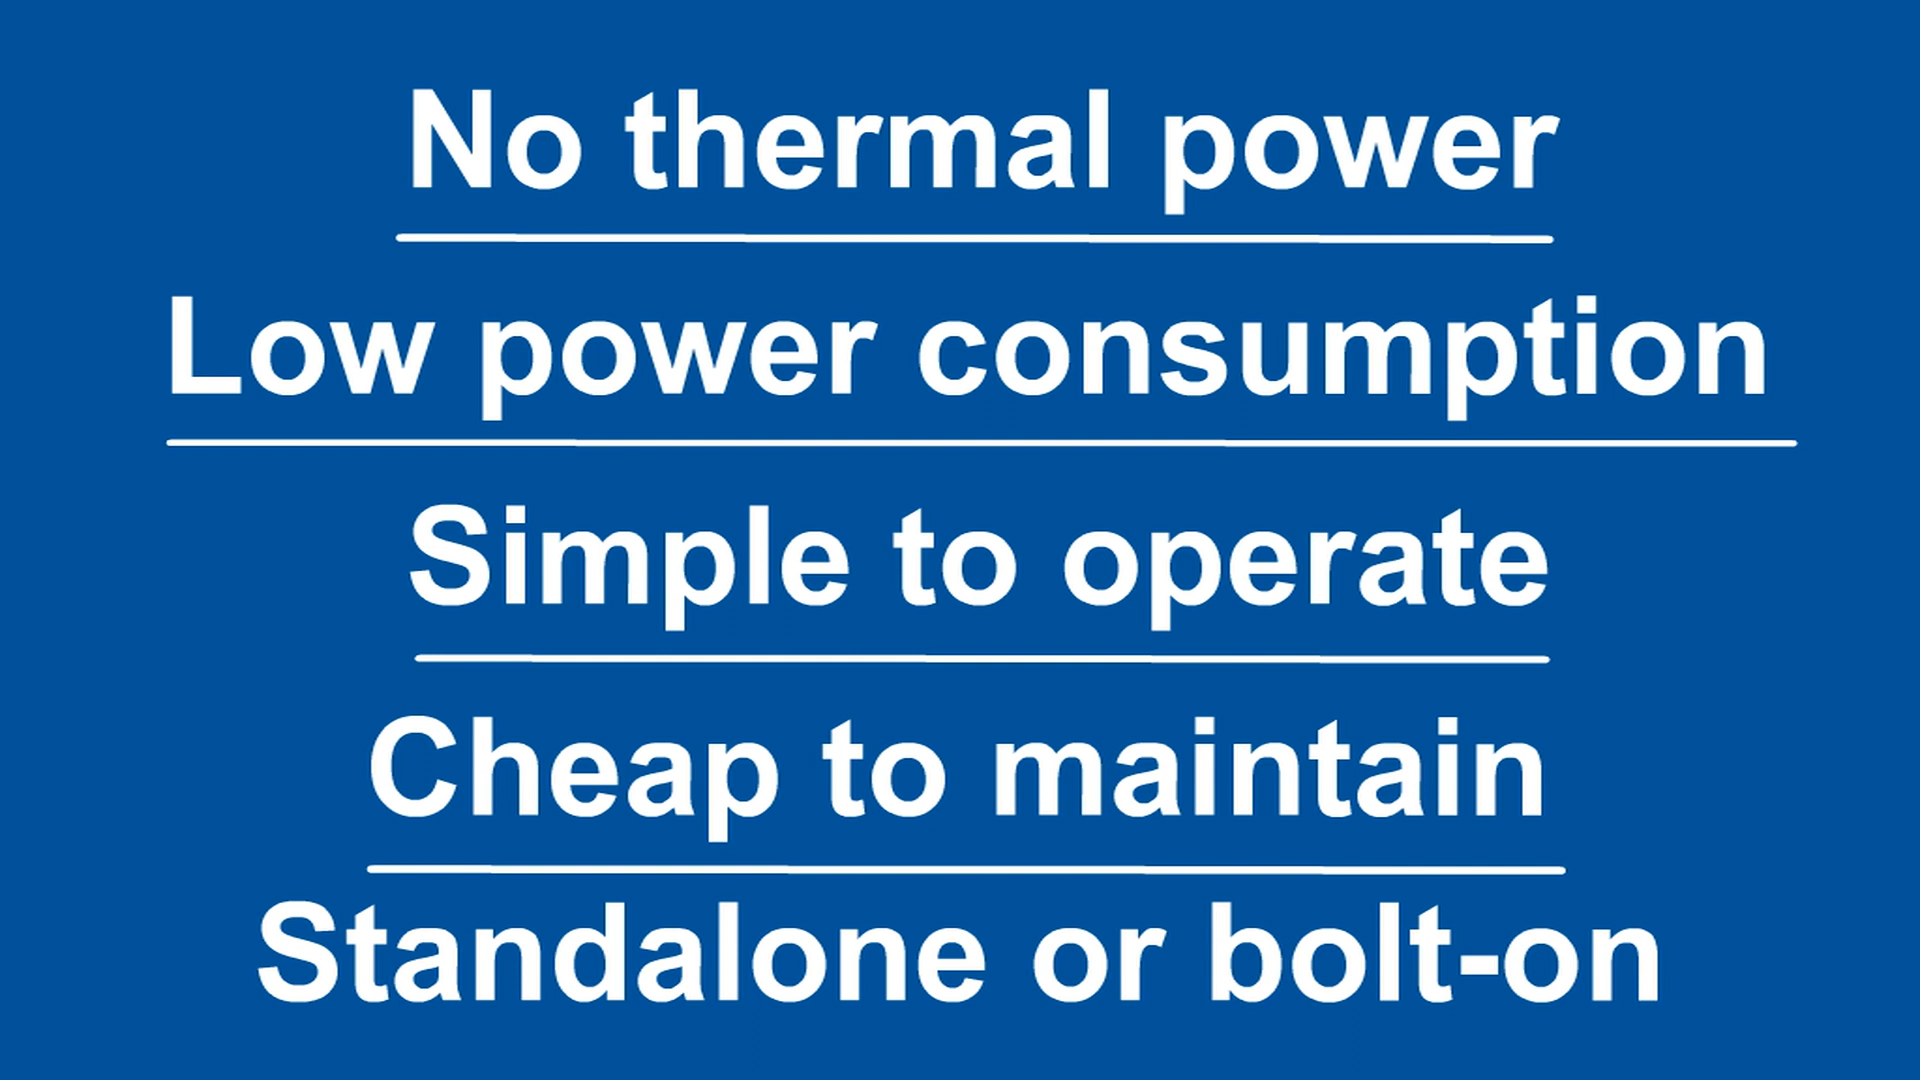 No thermal power
Low power consumption
Simple to operate
Cheap to maintain
Standalone or bolt-on